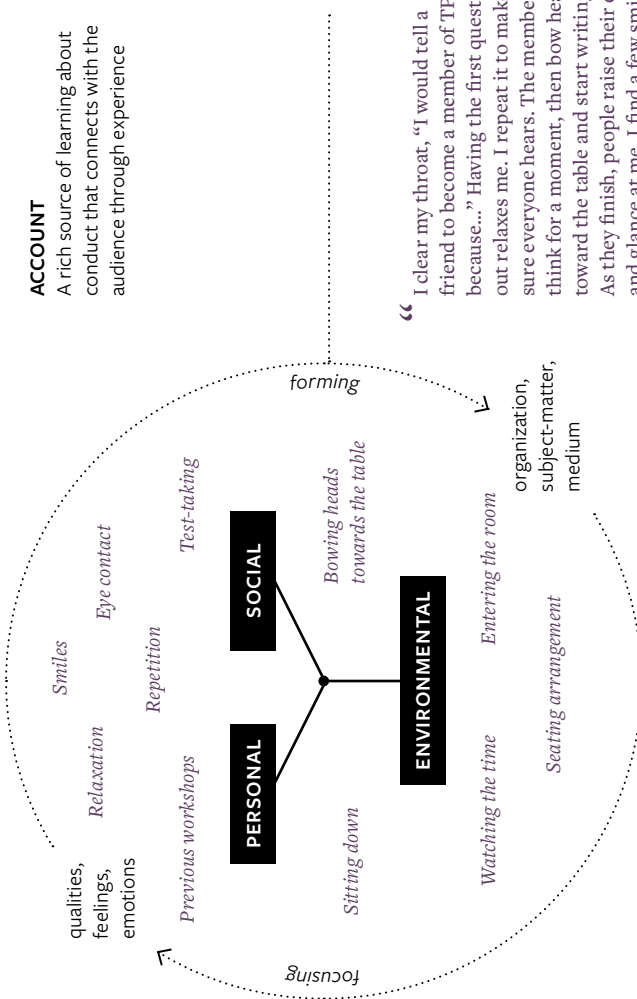 qualities,
feelings,
emotions
Relaxation
Smiles
Eye contact
Previous workshops
Repetition
Test-taking
PERSONAL
SOCIAL
focusing
forming
Sitting down
Bowing heads
towards the table
ENVIRONMENTAL
Watching the time
Entering the room
Seating arrangement
organization,
subject-matter,
medium
ACCOUNT
A rich source of learning about
conduct that connects with the
audience through experience
“
I clear my throat, “I would tell a
friend to become a member of TP
because...” Having the first quest
out relaxes me. I repeat it to mak
sure everyone hears. The membe
think for a moment, then bow hea
toward the table and start writing
As they finish, people raise their
and glance at me. I find a few smi